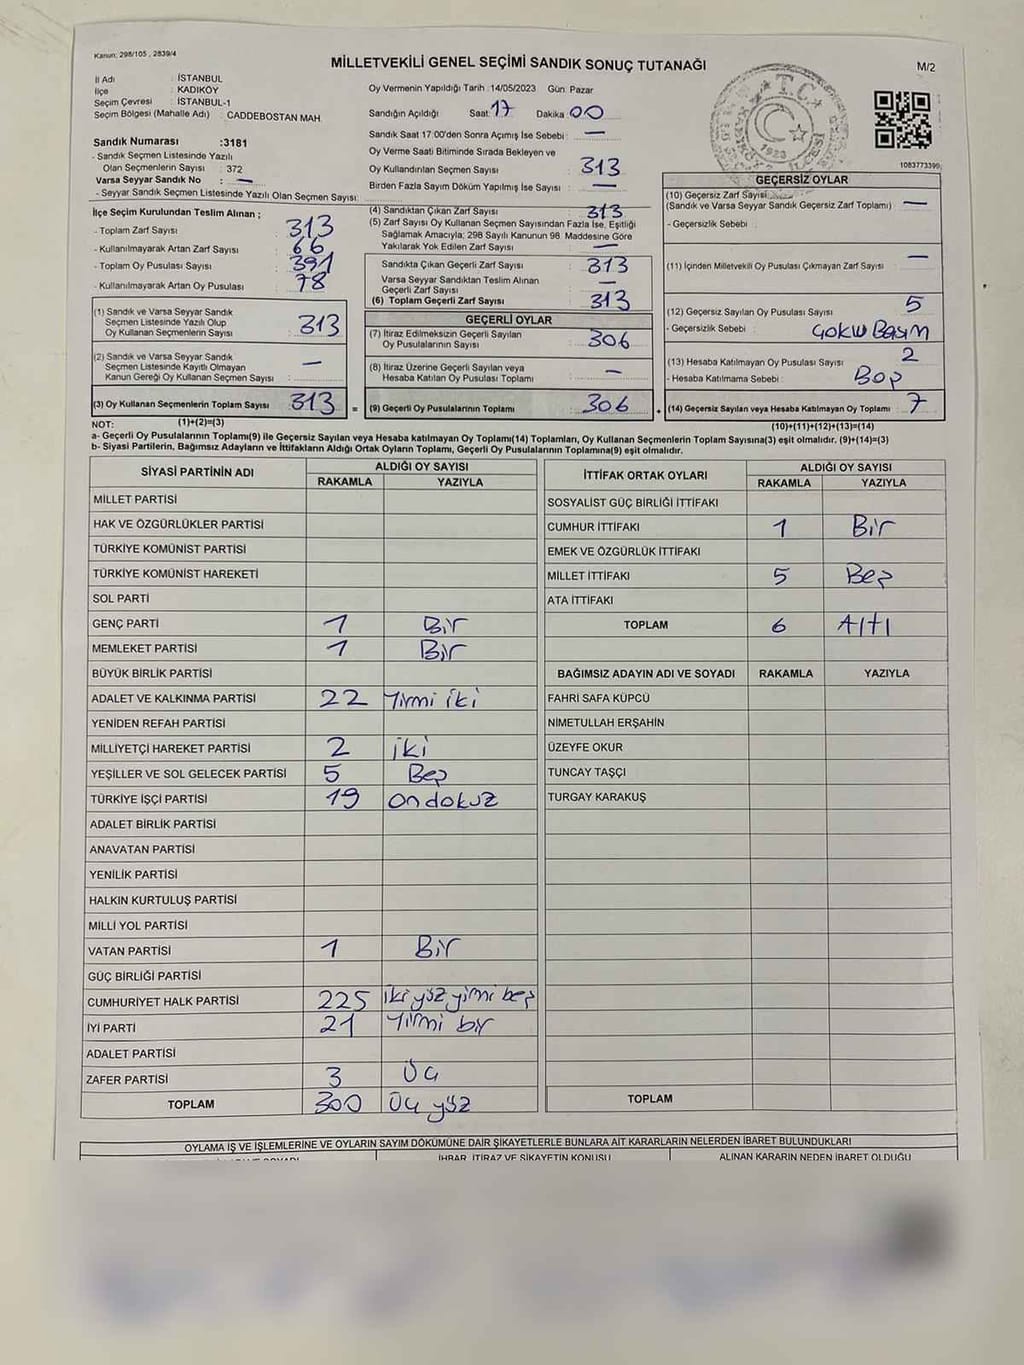 Kanun: 298/105 , 2839/4
MİLLETVEKİLİ GENEL SEÇİMİ SANDIK SONUÇ TUTANAĞI
M/2
İl Adı : İSTANBUL
İlçe : KADIKÖY
Seçim Çevresi : İSTANBUL-1
Seçim Bölgesi (Mahalle Adı) : CADDEBOSTAN MAH.
Sandık Numarası :3181
- Sandık Seçmen Listesinde Yazılı
Olan Seçmenlerin Sayısı : 372
Varsa Seyyar Sandık No : —
- Seyyar Sandık Seçmen Listesinde Yazılı Olan Seçmen Sayısı:
Oy Vermenin Yapıldığı Tarih : 14/05/2023 Gün: Pazar
Sandığın Açıldığı Saat: 17 Dakika 00
Sandık Saat 17:00'den Sonra Açılmış İse Sebebi : —
Oy Verme Saati Bitiminde Sırada Bekleyen ve
Oy Kullandırılan Seçmen Sayısı : 313
Birden Fazla Sayım Döküm Yapılmış İse Sayısı : —
T.C.
1923
1083773390
İlçe Seçim Kurulundan Teslim Alınan ;
- Toplam Zarf Sayısı : 313
- Kullanılmayarak Artan Zarf Sayısı : 66
- Toplam Oy Pusulası Sayısı : 391
- Kullanılmayarak Artan Oy Pusulası : 78
(1) Sandık ve Varsa Seyyar Sandık
Seçmen Listesinde Yazılı Olup
Oy Kullanan Seçmenlerin Sayısı : 313
(2) Sandık ve Varsa Seyyar Sandık
Seçmen Listesinde Kayıtlı Olmayan
Kanun Gereği Oy Kullanan Seçmen Sayısı : —
(3) Oy Kullanan Seçmenlerin Toplam Sayısı 313 =
(1)+(2)=(3)
(4) Sandıktan Çıkan Zarf Sayısı : 313
(5) Zarf Sayısı Oy Kullanan Seçmen Sayısından Fazla İse, Eşitliği
Sağlamak Amacıyla; 298 Sayılı Kanunun 98. Maddesine Göre
Yakılarak Yok Edilen Zarf Sayısı : —
Sandıkta Çıkan Geçerli Zarf Sayısı : 313
Varsa Seyyar Sandıktan Teslim Alınan
Geçerli Zarf Sayısı : —
(6) Toplam Geçerli Zarf Sayısı : 313
GEÇERLİ OYLAR
(7) İtiraz Edilmeksizin Geçerli Sayılan
Oy Pusulalarının Sayısı : 306
(8) İtiraz Üzerine Geçerli Sayılan veya
Hesaba Katılan Oy Pusulası Toplamı : —
(9) Geçerli Oy Pusulalarının Toplamı : 306 +
GEÇERSİZ OYLAR
(10) Geçersiz Zarf Sayısı
(Sandık ve Varsa Seyyar Sandık Geçersiz Zarf Toplamı) : —
- Geçersizlik Sebebi :
(11) İçinden Milletvekili Oy Pusulası Çıkmayan Zarf Sayısı : —
(12) Geçersiz Sayılan Oy Pusulası Sayısı : 5
- Geçersizlik Sebebi : Çoklu Basım
(13) Hesaba Katılmayan Oy Pusulası Sayısı : 2
- Hesaba Katılmama Sebebi : Boş
(14) Geçersiz Sayılan veya Hesaba Katılmayan Oy Toplamı : 7
(10)+(11)+(12)+(13)=(14)
NOT:
a- Geçerli Oy Pusulalarının Toplamı(9) ile Geçersiz Sayılan veya Hesaba katılmayan Oy Toplamı(14) Toplamları, Oy Kullanan Seçmenlerin Toplam Sayısına(3) eşit olmalıdır. (9)+(14)=(3)
b- Siyasi Partilerin, Bağımsız Adayların ve İttifakların Aldığı Ortak Oyların Toplamı, Geçerli Oy Pusulalarının Toplamına(9) eşit olmalıdır.
SİYASİ PARTİNİN ADI ALDIĞI OY SAYISI
RAKAMLA YAZIYLA
MİLLET PARTİSİ
HAK VE ÖZGÜRLÜKLER PARTİSİ
TÜRKİYE KOMÜNİST PARTİSİ
TÜRKİYE KOMÜNİST HAREKETİ
SOL PARTİ
GENÇ PARTİ 1 Bir
MEMLEKET PARTİSİ 1 Bir
BÜYÜK BİRLİK PARTİSİ
ADALET VE KALKINMA PARTİSİ 22 Yirmi iki
YENİDEN REFAH PARTİSİ
MİLLİYETÇİ HAREKET PARTİSİ 2 iki
YEŞİLLER VE SOL GELECEK PARTİSİ 5 Beş
TÜRKİYE İŞÇİ PARTİSİ 19 ondokuz
ADALET BİRLİK PARTİSİ
ANAVATAN PARTİSİ
YENİLİK PARTİSİ
HALKIN KURTULUŞ PARTİSİ
MİLLİ YOL PARTİSİ
VATAN PARTİSİ 1 Bir
GÜÇ BİRLİĞİ PARTİSİ
CUMHURİYET HALK PARTİSİ 225 iki yüz yirmi beş
İYİ PARTİ 21 Yirmi bir
ADALET PARTİSİ
ZAFER PARTİSİ 3 Üç
TOPLAM 300 Üç yüz
İTTİFAK ORTAK OYLARI ALDIĞI OY SAYISI
RAKAMLA YAZIYLA
SOSYALİST GÜÇ BİRLİĞİ İTTİFAKI
CUMHUR İTTİFAKI 1 Bir
EMEK VE ÖZGÜRLÜK İTTİFAKI
MİLLET İTTİFAKI 5 Beş
ATA İTTİFAKI
TOPLAM 6 Altı
BAĞIMSIZ ADAYIN ADI VE SOYADI RAKAMLA YAZIYLA
FAHRİ SAFA KÜPCÜ
NİMETULLAH ERŞAHİN
ÜZEYFE OKUR
TUNCAY TAŞÇI
TURGAY KARAKUŞ
TOPLAM
OYLAMA İŞ VE İŞLEMLERİNE VE OYLARIN SAYIM DÖKÜMÜNE DAİR ŞİKAYETLERLE BUNLARA AİT KARARLARIN NELERDEN İBARET BULUNDUKLARI
İHBAR, İTİRAZ VE ŞİKAYETİN KONUSU ALINAN KARARIN NEDEN İBARET OLDUĞU